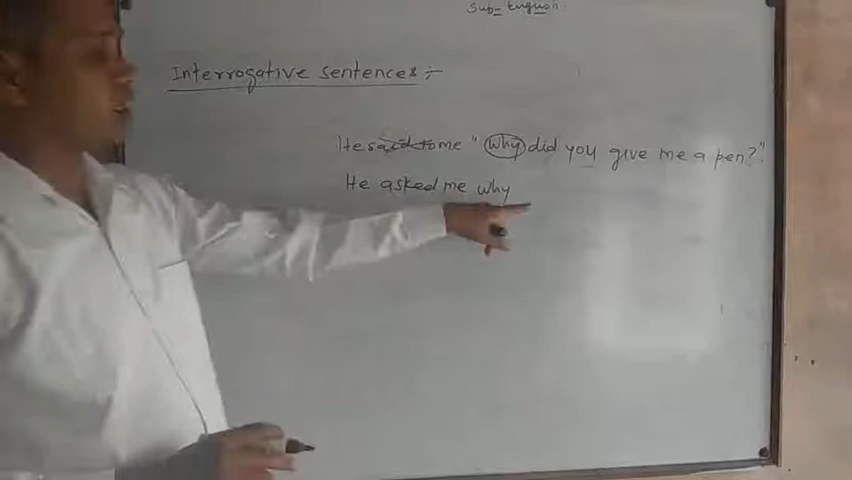 Sub- English
Interrogative sentences :-
He said to me "why did you give me a pen?"
He asked me why